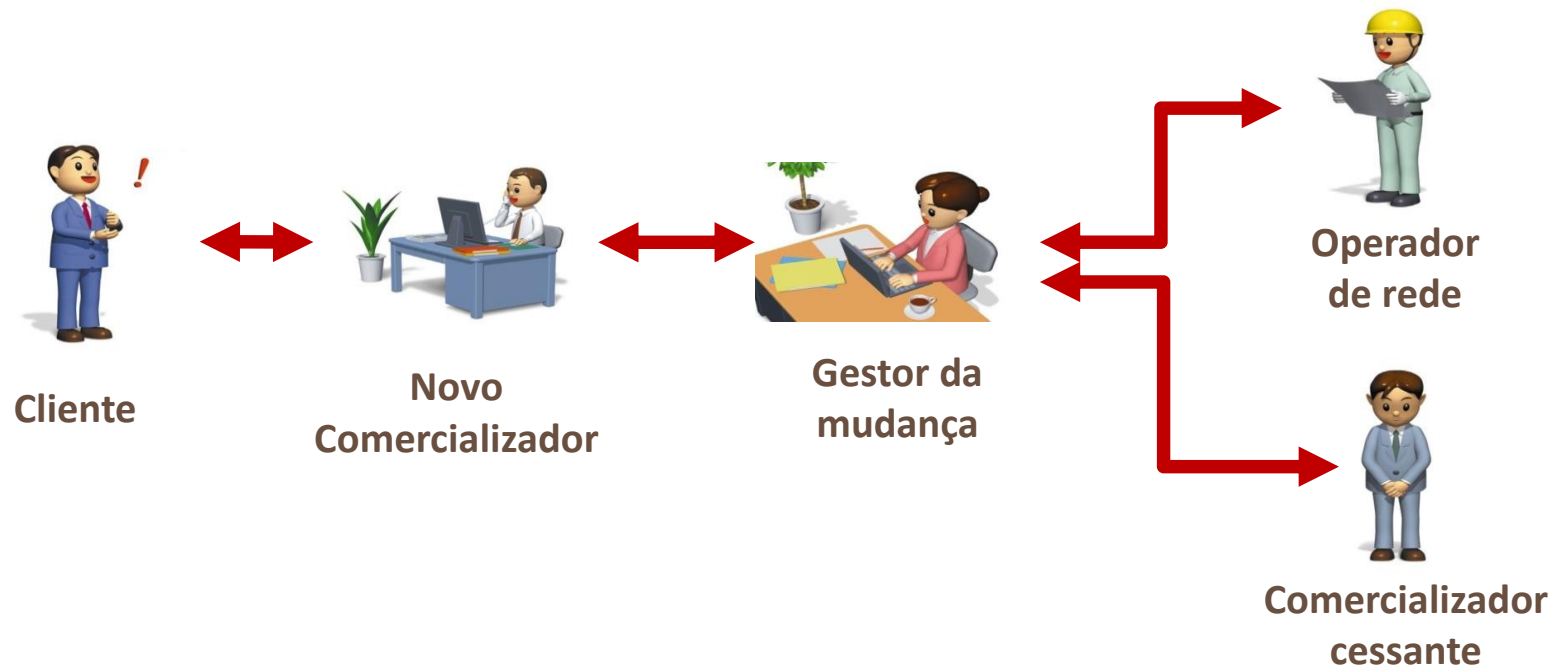 Cliente
Novo
Comercializador
Gestor da
mudança
Operador
de rede
Comercializador
cessante